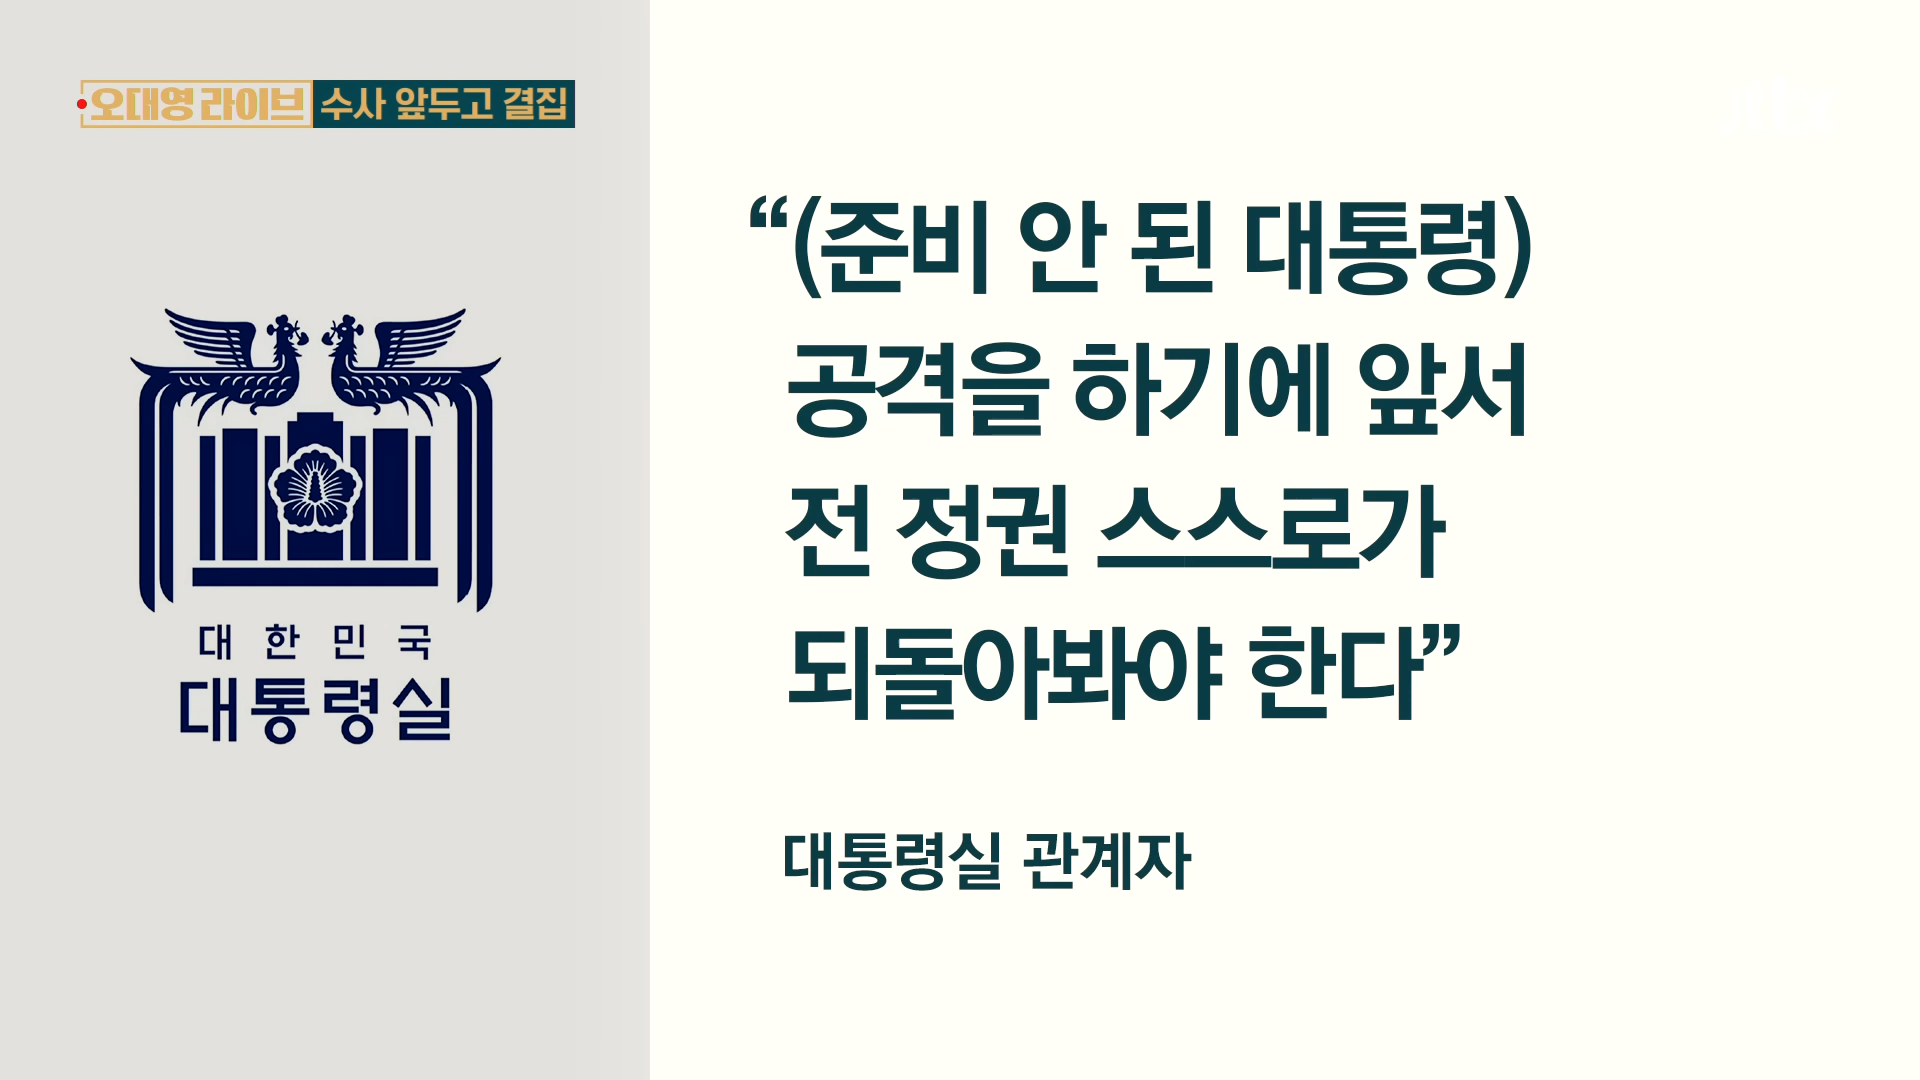 오대영 라이브 수사 앞두고 결집
jtbc
“(준비 안 된 대통령)
공격을 하기에 앞서
전 정권 스스로가
되돌아봐야 한다”
대통령실 관계자
대한민국
대통령실